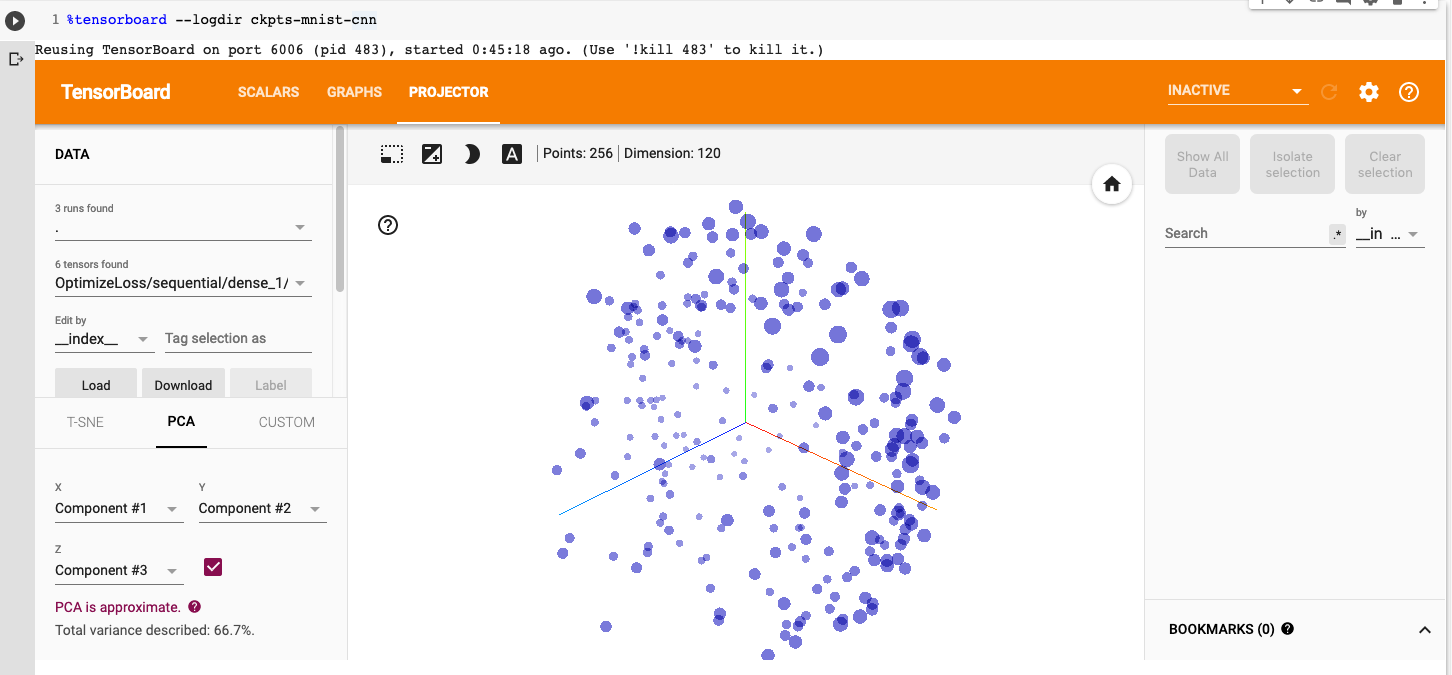 1 %tensorboard --logdir ckpts-mnist-cnn
Reusing TensorBoard on port 6006 (pid 483), started 0:45:18 ago. (Use '!kill 483' to kill it.)
TensorBoard SCALARS GRAPHS PROJECTOR INACTIVE
DATA
3 runs found
.
6 tensors found
OptimizeLoss/sequential/dense_1/
Edit by
__index__ Tag selection as
Load Download Label
T-SNE PCA CUSTOM
X Y
Component #1 Component #2
Z
Component #3
PCA is approximate.
Total variance described: 66.7%.
A Points: 256 Dimension: 120
Show All
Data
Isolate
selection
Clear
selection
by
Search .* __in ...
BOOKMARKS (0)